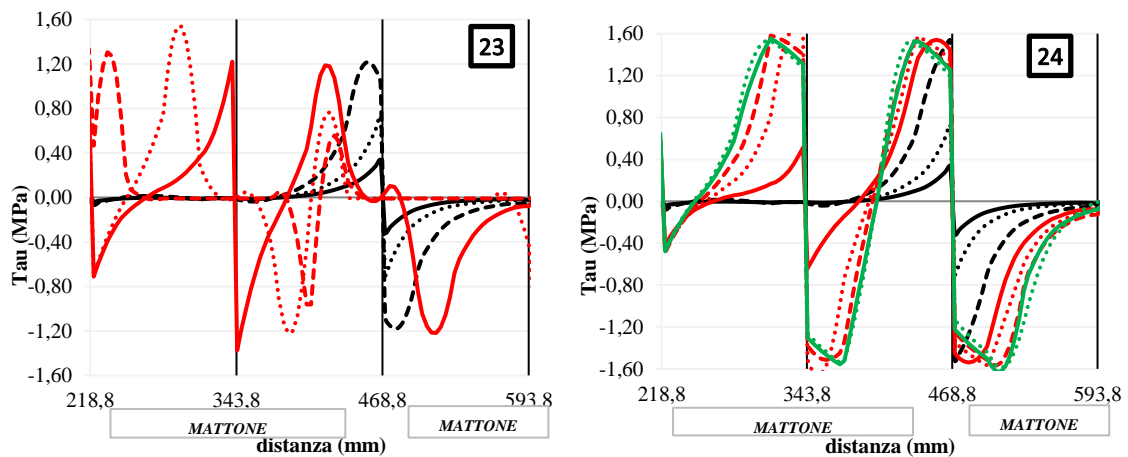 1,60
1,20
0,80
0,40
0,00
-0,40
-0,80
-1,20
-1,60
Tau (MPa)
23
218,8 343,8 468,8 593,8
MATTONE MATTONE
distanza (mm)
1,60
1,20
0,80
0,40
0,00
-0,40
-0,80
-1,20
-1,60
Tau (MPa)
24
218,8 343,8 468,8 593,8
MATTONE MATTONE
distanza (mm)